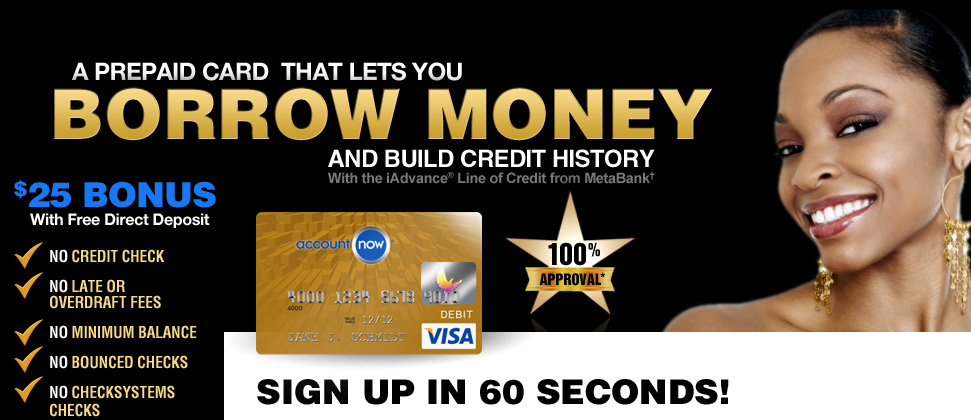 A PREPAID CARD THAT LETS YOU
BORROW MONEY
AND BUILD CREDIT HISTORY
With the iAdvance® Line of Credit from MetaBank†
$25 BONUS
With Free Direct Deposit
NO CREDIT CHECK
NO LATE OR
OVERDRAFT FEES
NO MINIMUM BALANCE
NO BOUNCED CHECKS
NO CHECKSYSTEMS
CHECKS
account now
4000 1234 5678 9010
4000
12/12
JANE J. SCHMIDT
DEBIT
VISA
100%
APPROVAL*
SIGN UP IN 60 SECONDS!